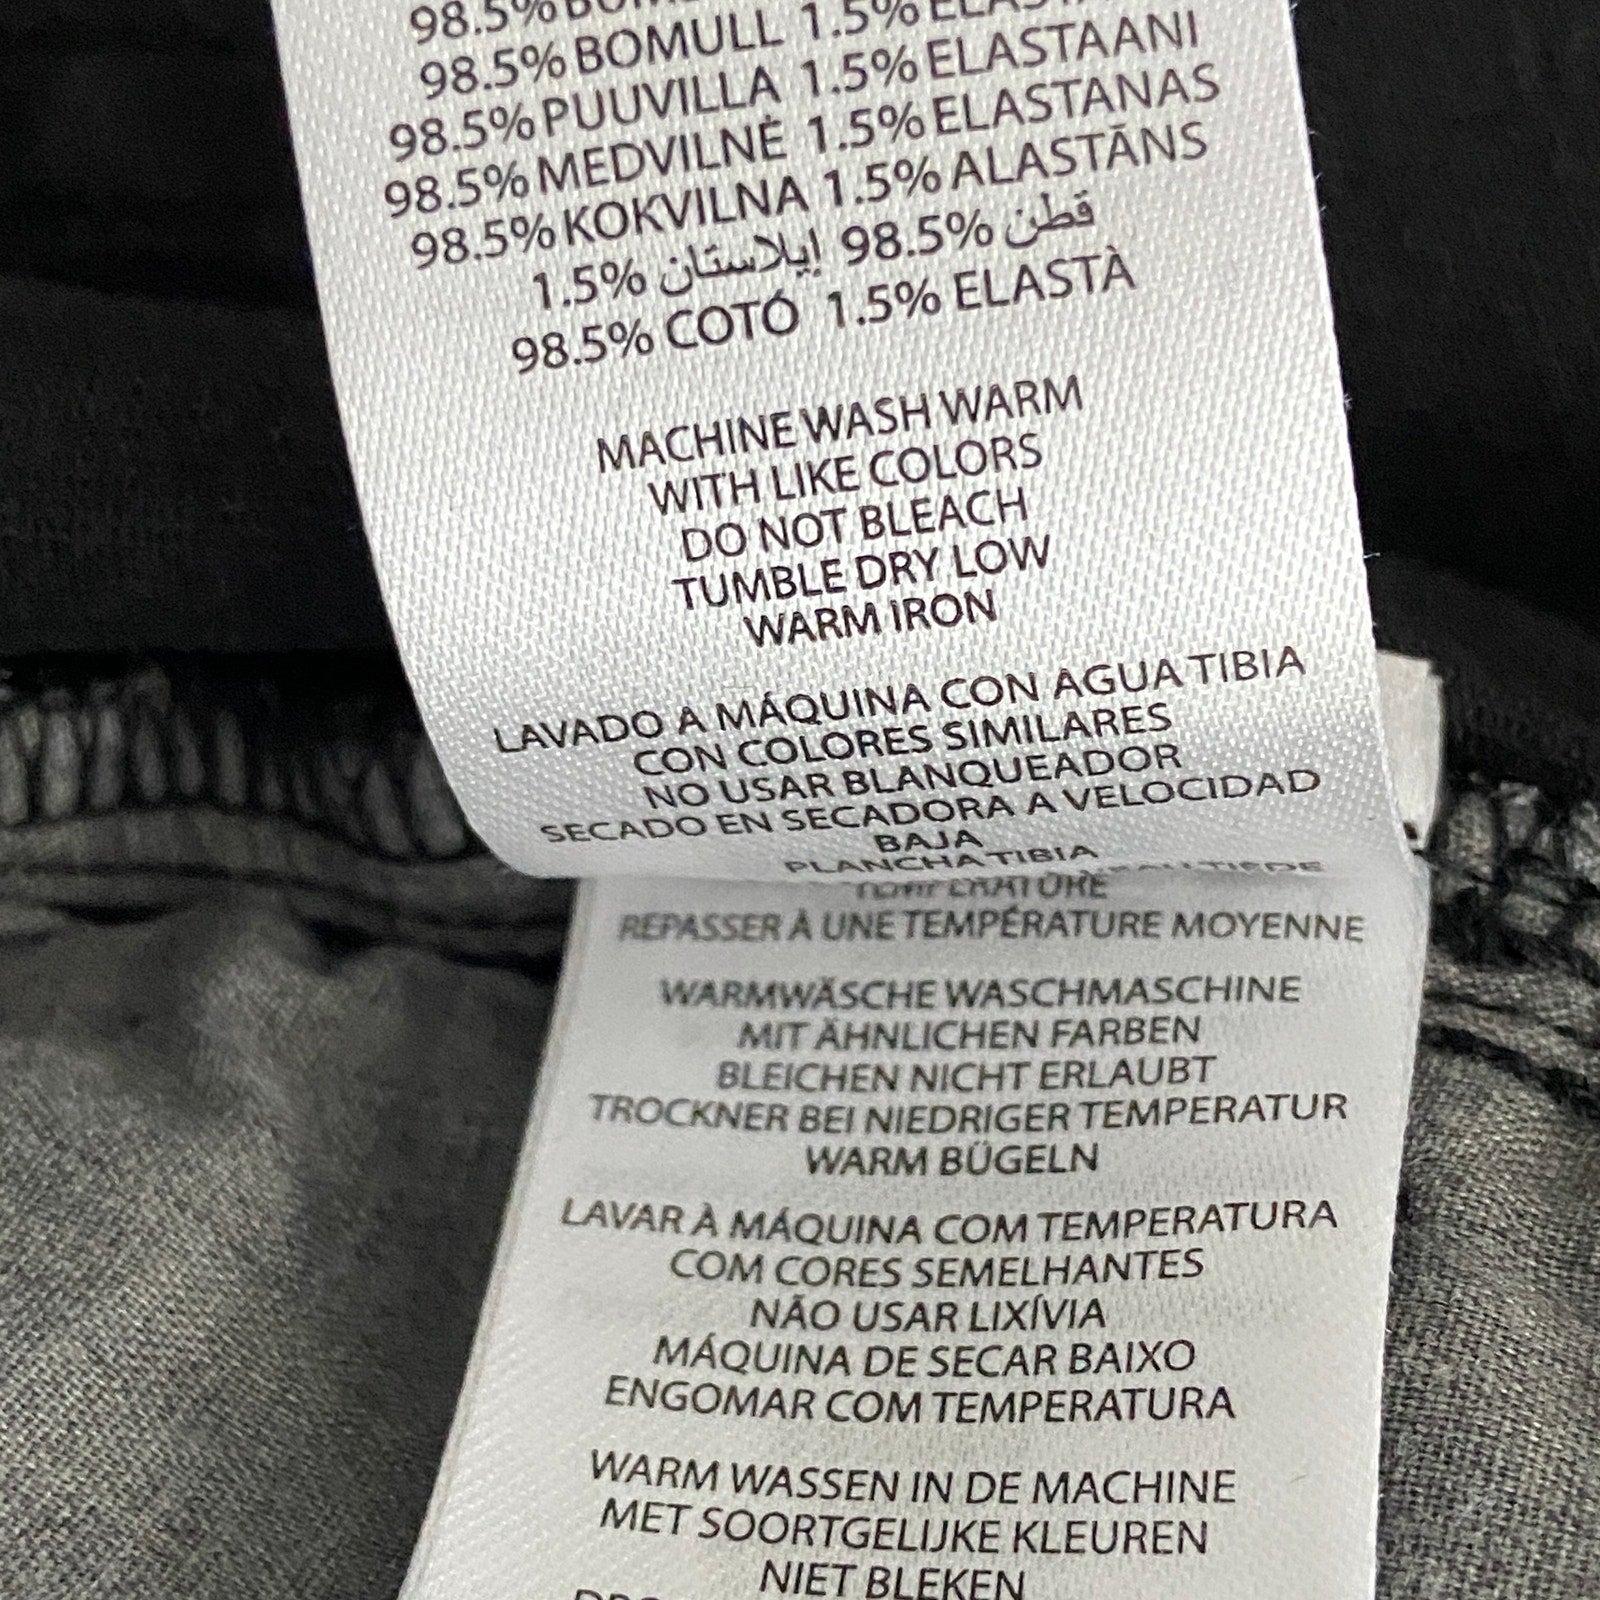 98.5%
98.5% BOMULL 1.5%
98.5% PUUVILLA 1.5% ELASTAANI
98.5% MEDVILNĖ 1.5% ELASTANAS
98.5% KOKVILNA 1.5% ALASTĀNS
قطن %98.5 إيلاستان %1.5
98.5% COTÓ 1.5% ELASTÀ
MACHINE WASH WARM
WITH LIKE COLORS
DO NOT BLEACH
TUMBLE DRY LOW
WARM IRON
LAVADO A MÁQUINA CON AGUA TIBIA
CON COLORES SIMILARES
NO USAR BLANQUEADOR
SECADO EN SECADORA A VELOCIDAD
BAJA
PLANCHA TIBIA
TEMPERATURE
REPASSER À UNE TEMPÉRATURE MOYENNE
WARMWÄSCHE WASCHMASCHINE
MIT ÄHNLICHEN FARBEN
BLEICHEN NICHT ERLAUBT
TROCKNER BEI NIEDRIGER TEMPERATUR
WARM BÜGELN
LAVAR À MÁQUINA COM TEMPERATURA
COM CORES SEMELHANTES
NÃO USAR LIXÍVIA
MÁQUINA DE SECAR BAIXO
ENGOMAR COM TEMPERATURA
WARM WASSEN IN DE MACHINE
MET SOORTGELIJKE KLEUREN
NIET BLEKEN